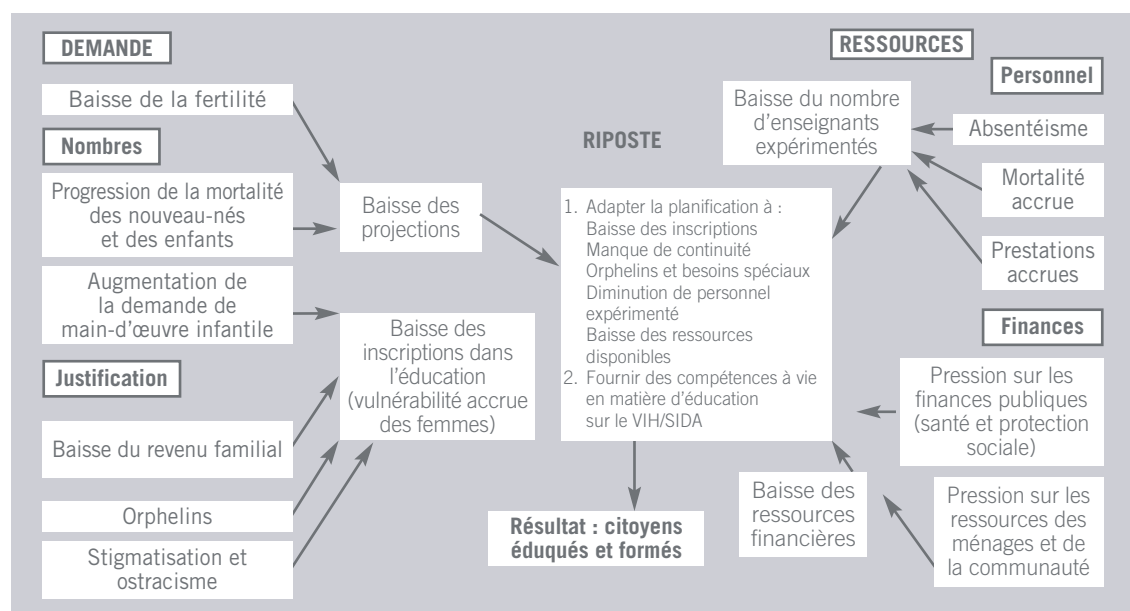 DEMANDE
Baisse de la fertilité
Nombres
Progression de la mortalité
des nouveau-nés
et des enfants
Augmentation de
la demande de
main-d'œuvre infantile
Justification
Baisse du revenu familial
Orphelins
Stigmatisation et
ostracisme
Baisse des
projections
Baisse des
inscriptions dans
l'éducation
(vulnérabilité accrue
des femmes)
RIPOSTE
1. Adapter la planification à :
Baisse des inscriptions
Manque de continuité
Orphelins et besoins spéciaux
Diminution de personnel
expérimenté
Baisse des ressources
disponibles
2. Fournir des compétences à vie
en matière d'éducation
sur le VIH/SIDA
Résultat : citoyens
éduqués et formés
RESSOURCES
Personnel
Baisse du nombre
d'enseignants
expérimentés
Absentéisme
Mortalité
accrue
Prestations
accrues
Finances
Pression sur les
finances publiques
(santé et protection
sociale)
Baisse des
ressources
financières
Pression sur les
ressources des
ménages et de
la communauté